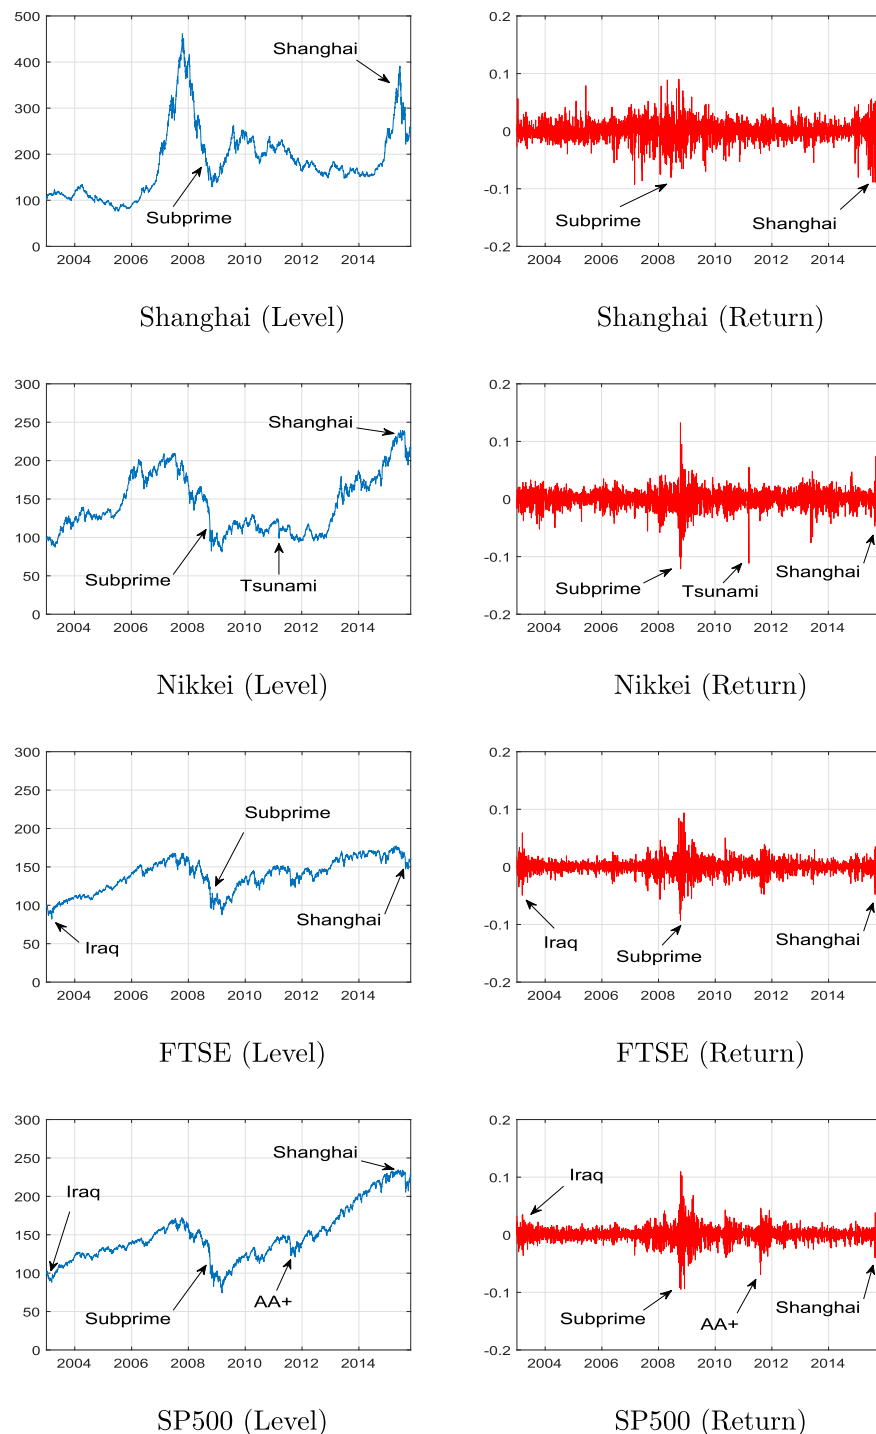 500
400
300
200
100
0
Shanghai
Subprime
2004 2006 2008 2010 2012 2014
Shanghai (Level)
0.2
0.1
0
-0.1
-0.2
Subprime
Shanghai
2004 2006 2008 2010 2012 2014
Shanghai (Return)
300
250
200
150
100
50
0
Shanghai
Subprime
Tsunami
2004 2006 2008 2010 2012 2014
Nikkei (Level)
0.2
0.1
0
-0.1
-0.2
Subprime
Tsunami
Shanghai
2004 2006 2008 2010 2012 2014
Nikkei (Return)
300
250
200
150
100
50
0
Subprime
Shanghai
Iraq
2004 2006 2008 2010 2012 2014
FTSE (Level)
0.2
0.1
0
-0.1
-0.2
Iraq
Subprime
Shanghai
2004 2006 2008 2010 2012 2014
FTSE (Return)
300
250
200
150
100
50
0
Shanghai
Iraq
Subprime
AA+
2004 2006 2008 2010 2012 2014
SP500 (Level)
0.2
0.1
0
-0.1
-0.2
Iraq
Subprime
AA+
Shanghai
2004 2006 2008 2010 2012 2014
SP500 (Return)